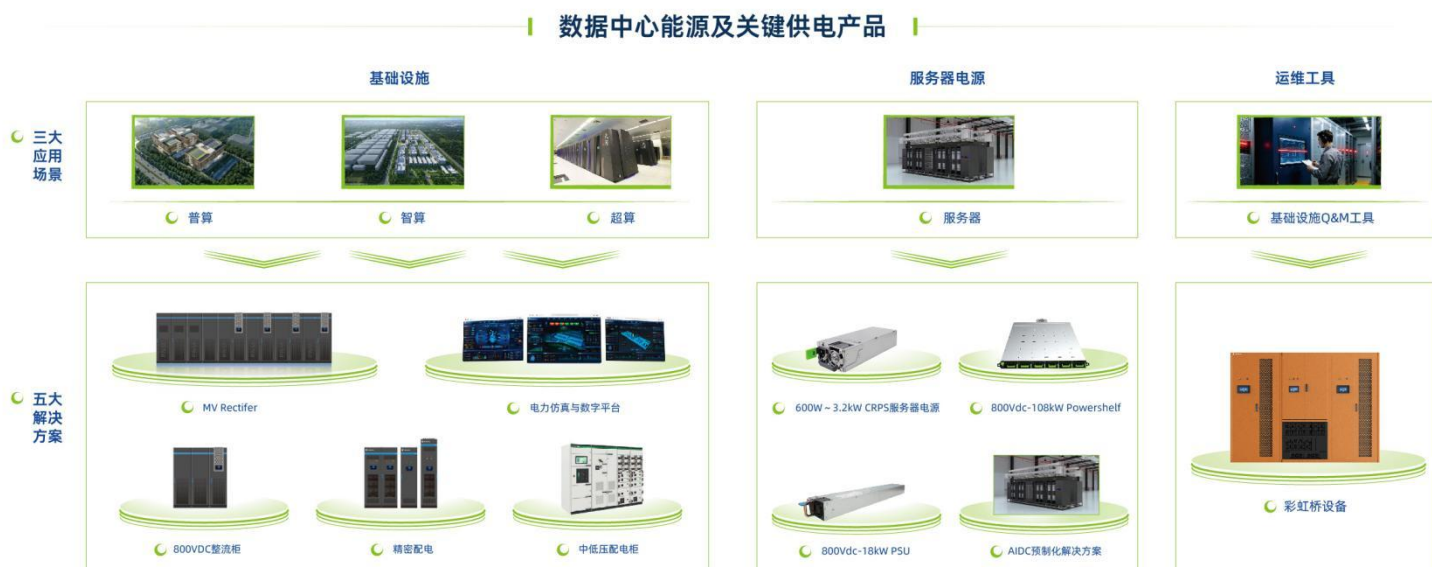 数据中心能源及关键供电产品
基础设施
服务器电源
运维工具
三大
应用
场景
普算
智算
超算
服务器
基础设施Q&M工具
五大
解决
方案
MV Rectifer
电力仿真与数字平台
600W ~ 3.2kW CRPS服务器电源
800Vdc-108kW Powershelf
800VDC整流柜
精密配电
中低压配电柜
800Vdc-18kW PSU
AIDC预制化解决方案
彩虹桥设备